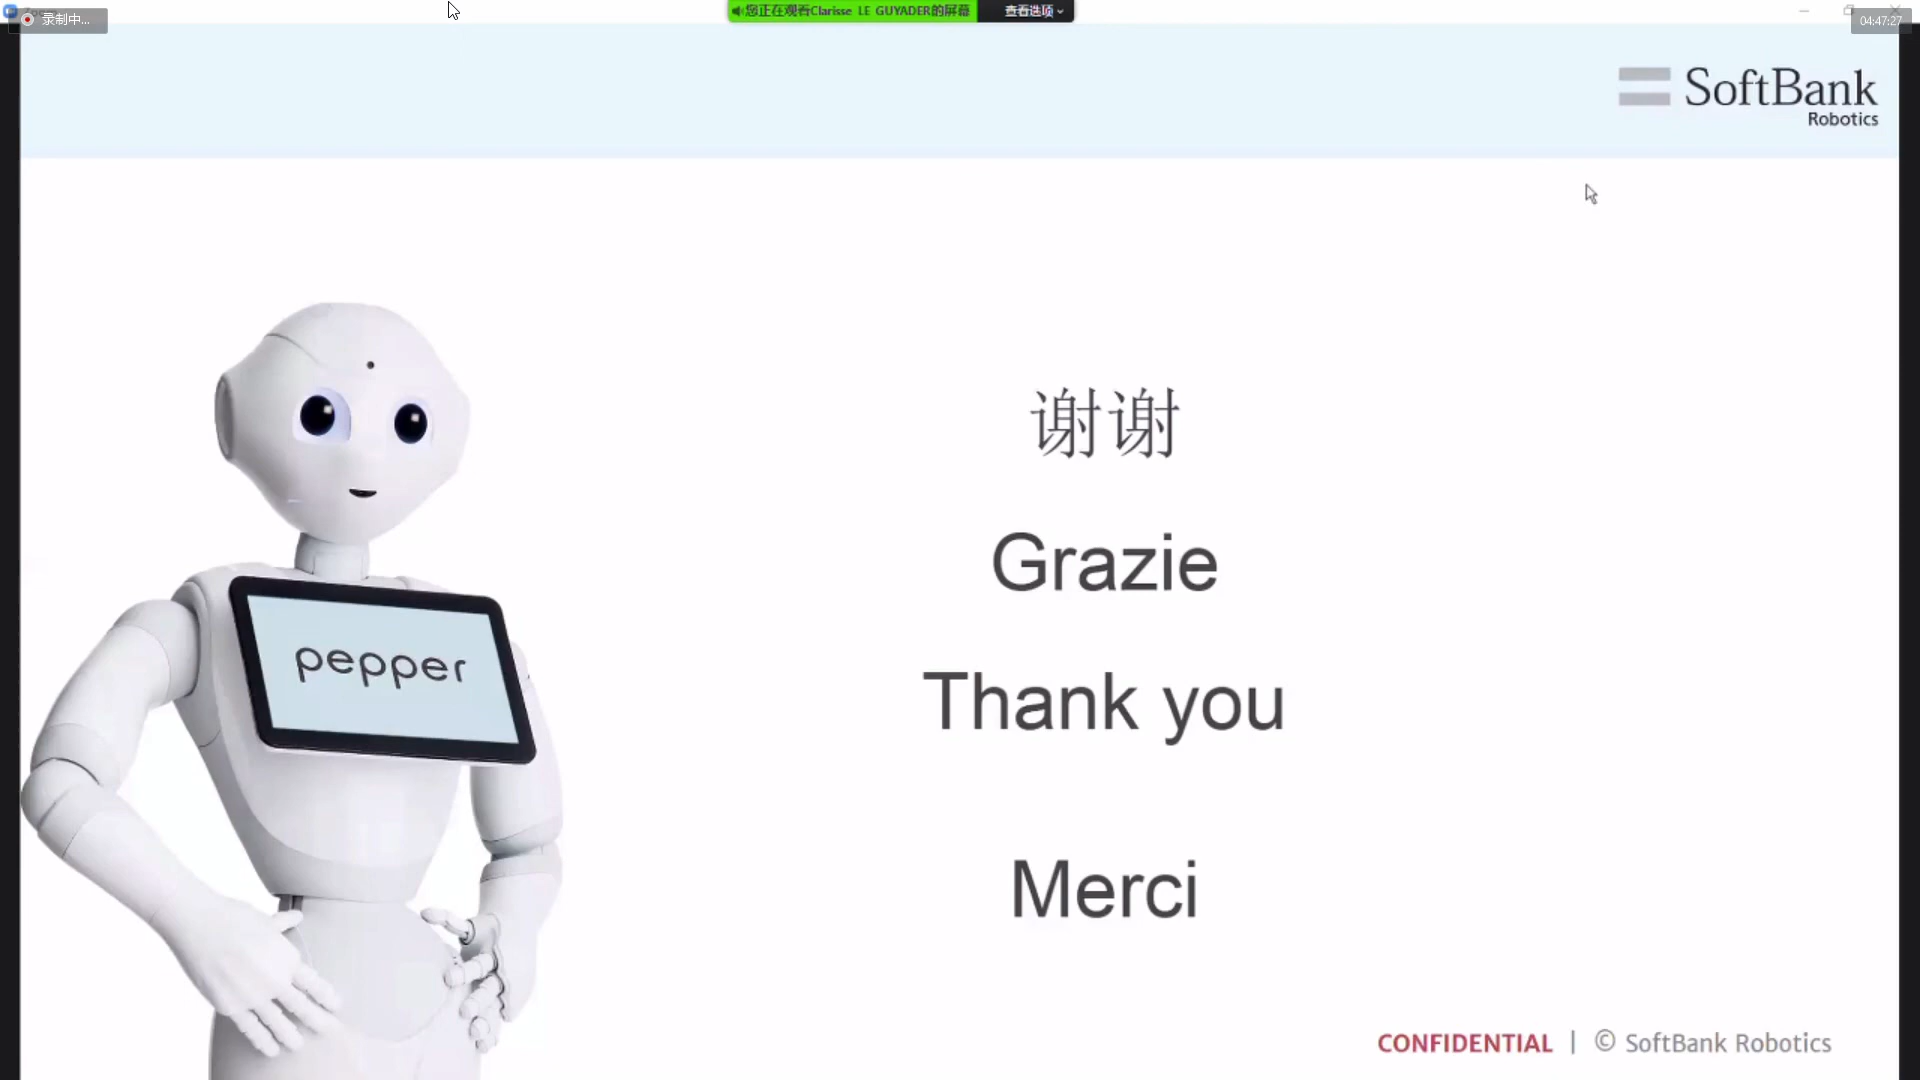 录制中...
您正在观看Clarisse LE GUYADER的屏幕
查看选项
04:47:27
SoftBank
Robotics
谢谢
Grazie
pepper
Thank you
Merci
CONFIDENTIAL | © SoftBank Robotics